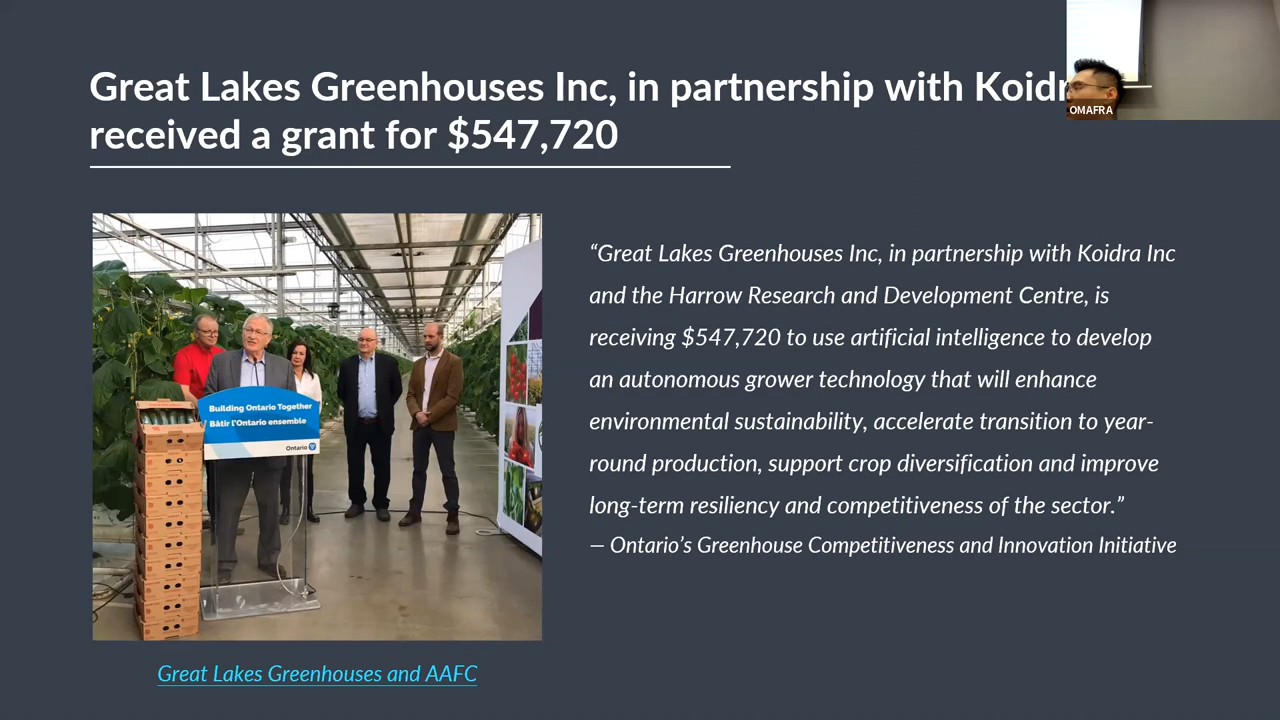 Great Lakes Greenhouses Inc, in partnership with
received a grant for $547,720
OMAFRA
“Great Lakes Greenhouses Inc, in partnership with Koidra Inc
and the Harrow Research and Development Centre, is
receiving $547,720 to use artificial intelligence to develop
an autonomous grower technology that will enhance
environmental sustainability, accelerate transition to year-
round production, support crop diversification and improve
long-term resiliency and competitiveness of the sector.”
— Ontario’s Greenhouse Competitiveness and Innovation Initiative
Building Ontario Together
Bâtir l'Ontario ensemble
Ontario
Great Lakes Greenhouses and AAFC